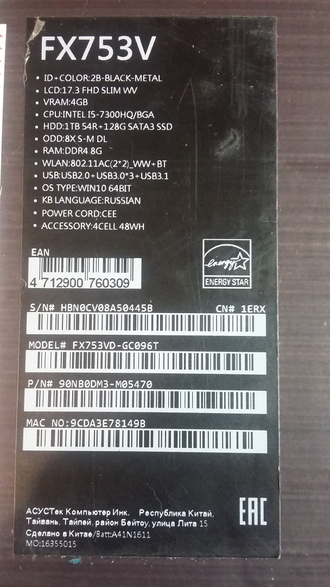 FX753V
• ID+COLOR:2B-BLACK-METAL
• LCD:17.3 FHD SLIM WV
• VRAM:4GB
• CPU:INTEL I5-7300HQ/BGA
• HDD:1TB 54R+128G SATA3 SSD
• ODD:8X S-M DL
• RAM:DDR4 8G
• WLAN:802.11AC(2*2)_WW+BT
• USB:USB2.0+USB3.0*3+USB3.1
• OS TYPE:WIN10 64BIT
• KB LANGUAGE:RUSSIAN
• POWER CORD:CEE
• ACCESSORY:4CELL 48WH
EAN
4 712900 760309
energy
ENERGY STAR
S/N# HBN0CV08A50445B CN# 1ERX
MODEL# FX753VD-GC096T
P/N# 90NB0DM3-M05470
MAC NO:9CDA3E78149B
АСУСТек Компьютер Инк. Республика Китай,
Тайвань, Тайпей, район Бейтоу, улица Лита 15
Сделано в Китае/Batt:A41N1611
MO:16355015
EAC